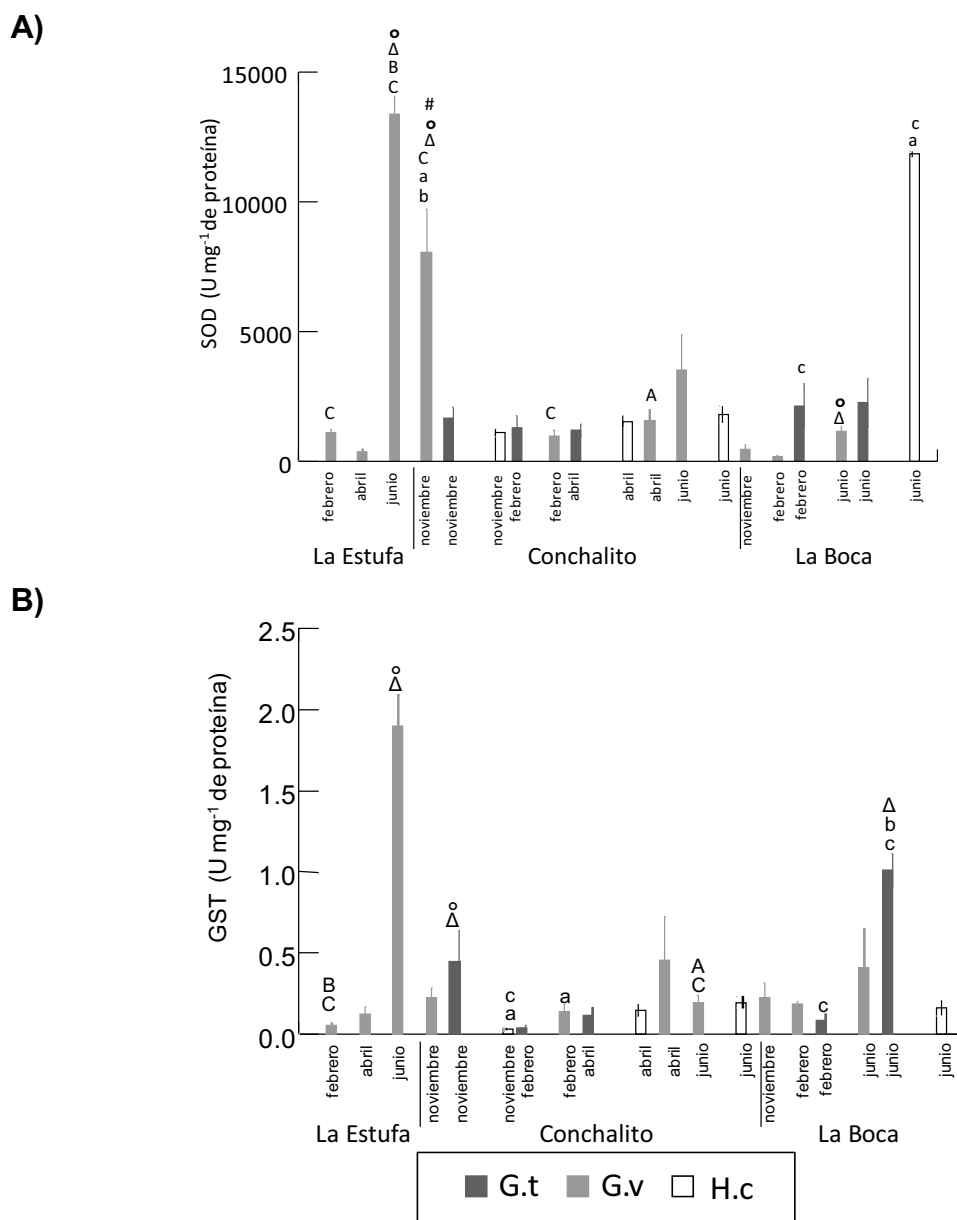 A)
SOD (U mg⁻¹ de proteína)
15000
10000
5000
0
C
o
Δ
B
C
#
o
Δ
C
a
b
C
A
c
o
Δ
c
a
febrero
abril
junio
noviembre
noviembre
noviembre
febrero
febrero
abril
abril
abril
junio
junio
noviembre
febrero
febrero
junio
junio
junio
La Estufa Conchalito La Boca
B)
GST (U mg⁻¹ de proteína)
2.5
2.0
1.5
1.0
0.5
0.0
B
C
o
Δ
o
Δ
c
a
a
A
C
c
Δ
b
c
febrero
abril
junio
noviembre
noviembre
noviembre
febrero
febrero
abril
abril
abril
junio
junio
noviembre
febrero
febrero
junio
junio
junio
La Estufa Conchalito La Boca
G.t G.v H.c